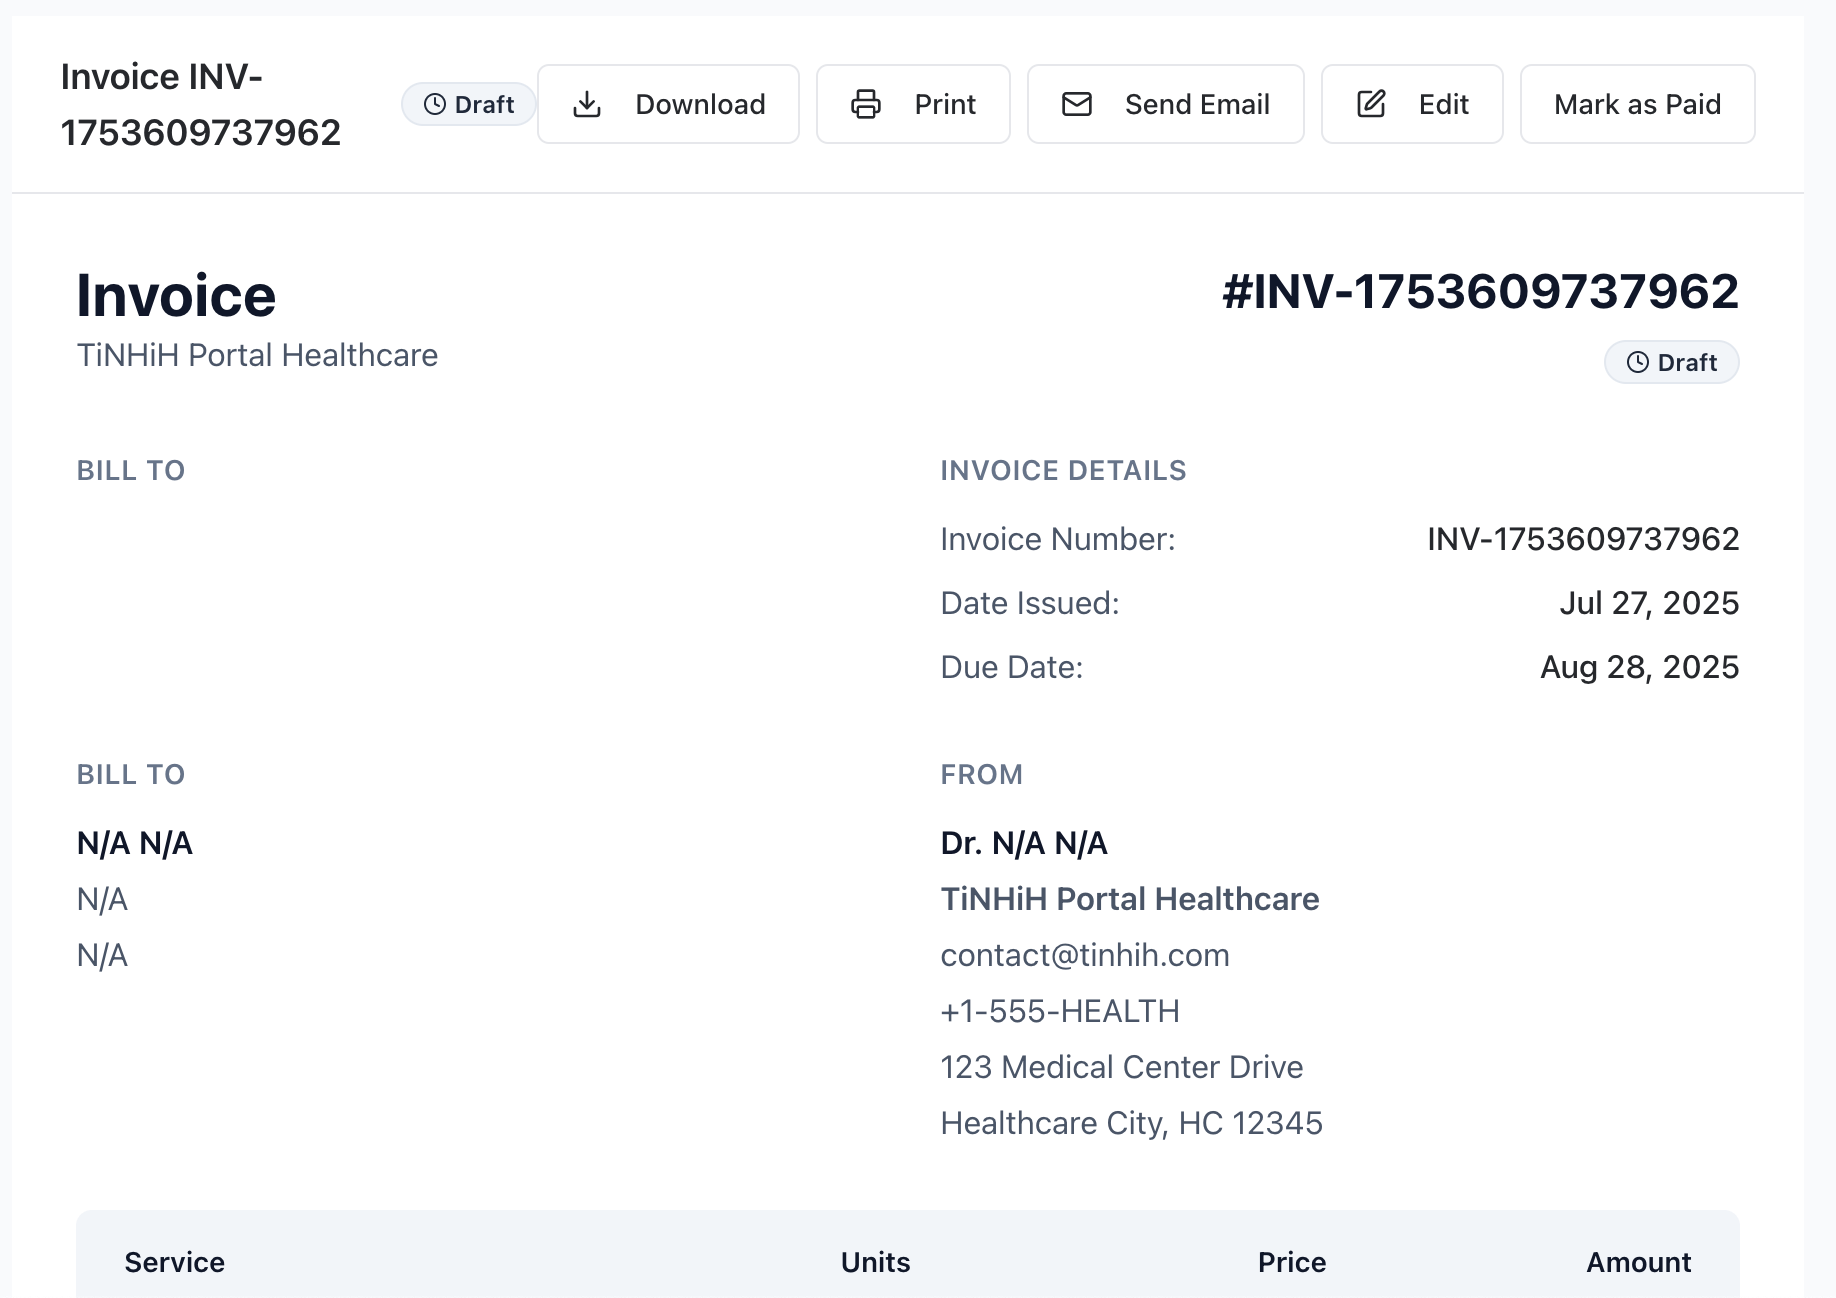 Invoice INV-
1753609737962
Draft
Download
Print
Send Email
Edit
Mark as Paid
Invoice
#INV-1753609737962
TiNHiH Portal Healthcare
Draft
BILL TO
INVOICE DETAILS
Invoice Number: INV-1753609737962
Date Issued: Jul 27, 2025
Due Date: Aug 28, 2025
BILL TO
N/A N/A
N/A
N/A
FROM
Dr. N/A N/A
TiNHiH Portal Healthcare
contact@tinhih.com
+1-555-HEALTH
123 Medical Center Drive
Healthcare City, HC 12345
Service Units Price Amount